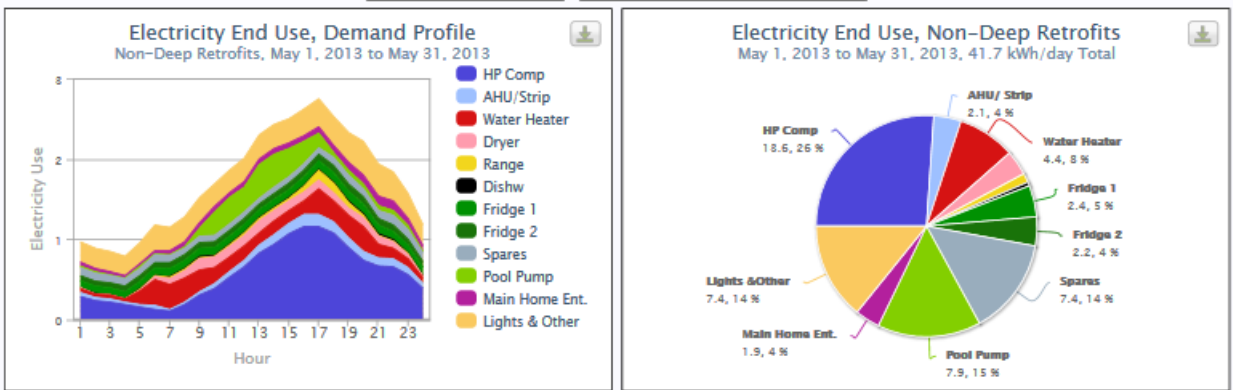 Electricity End Use, Demand Profile
Non-Deep Retrofits, May 1, 2013 to May 31, 2013
3
2
1
0
Electricity Use
1 3 5 7 9 11 13 15 17 19 21 23
Hour
HP Comp
AHU/Strip
Water Heater
Dryer
Range
Dishw
Fridge 1
Fridge 2
Spares
Pool Pump
Main Home Ent.
Lights & Other
Electricity End Use, Non-Deep Retrofits
May 1, 2013 to May 31, 2013, 41.7 kWh/day Total
AHU/ Strip
2.1, 4 %
HP Comp
18.6, 26 %
Water Heater
4.4, 8 %
Fridge 1
2.4, 5 %
Fridge 2
2.2, 4 %
Lights &Other
7.4, 14 %
Spares
7.4, 14 %
Main Home Ent.
1.9, 4 %
Pool Pump
7.9, 15 %